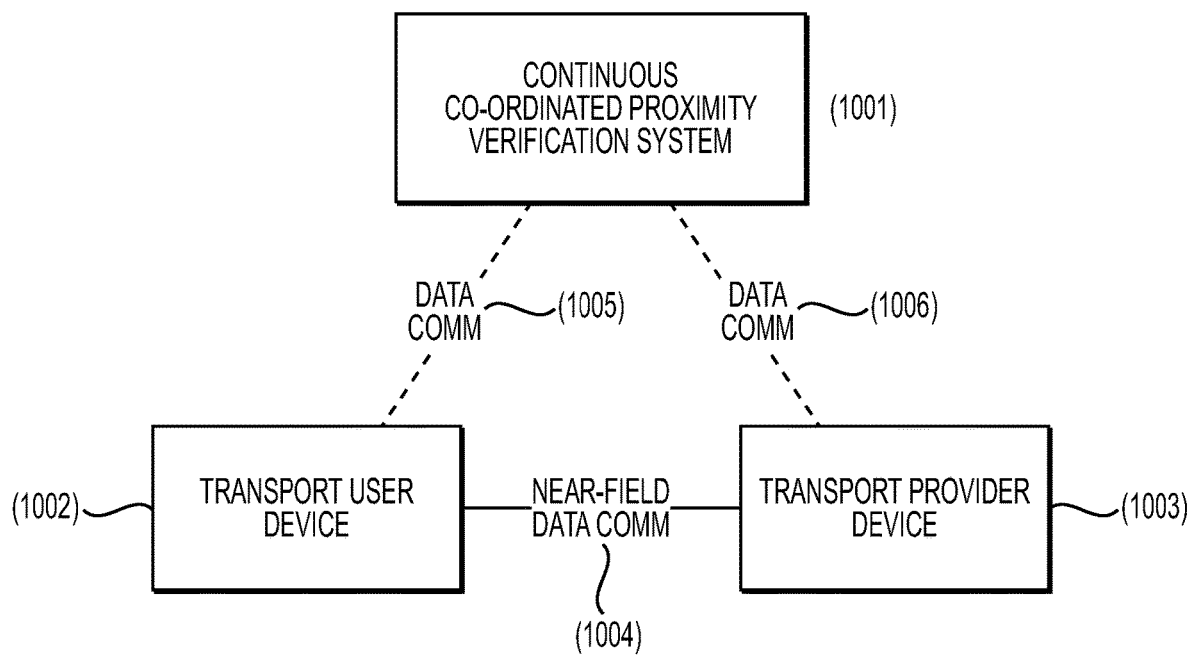 CONTINUOUS
CO-ORDINATED PROXIMITY
VERIFICATION SYSTEM
(1001)
DATA
COMM
(1005)
DATA
COMM
(1006)
(1002)
TRANSPORT USER
DEVICE
NEAR-FIELD
DATA COMM
(1004)
TRANSPORT PROVIDER
DEVICE
(1003)